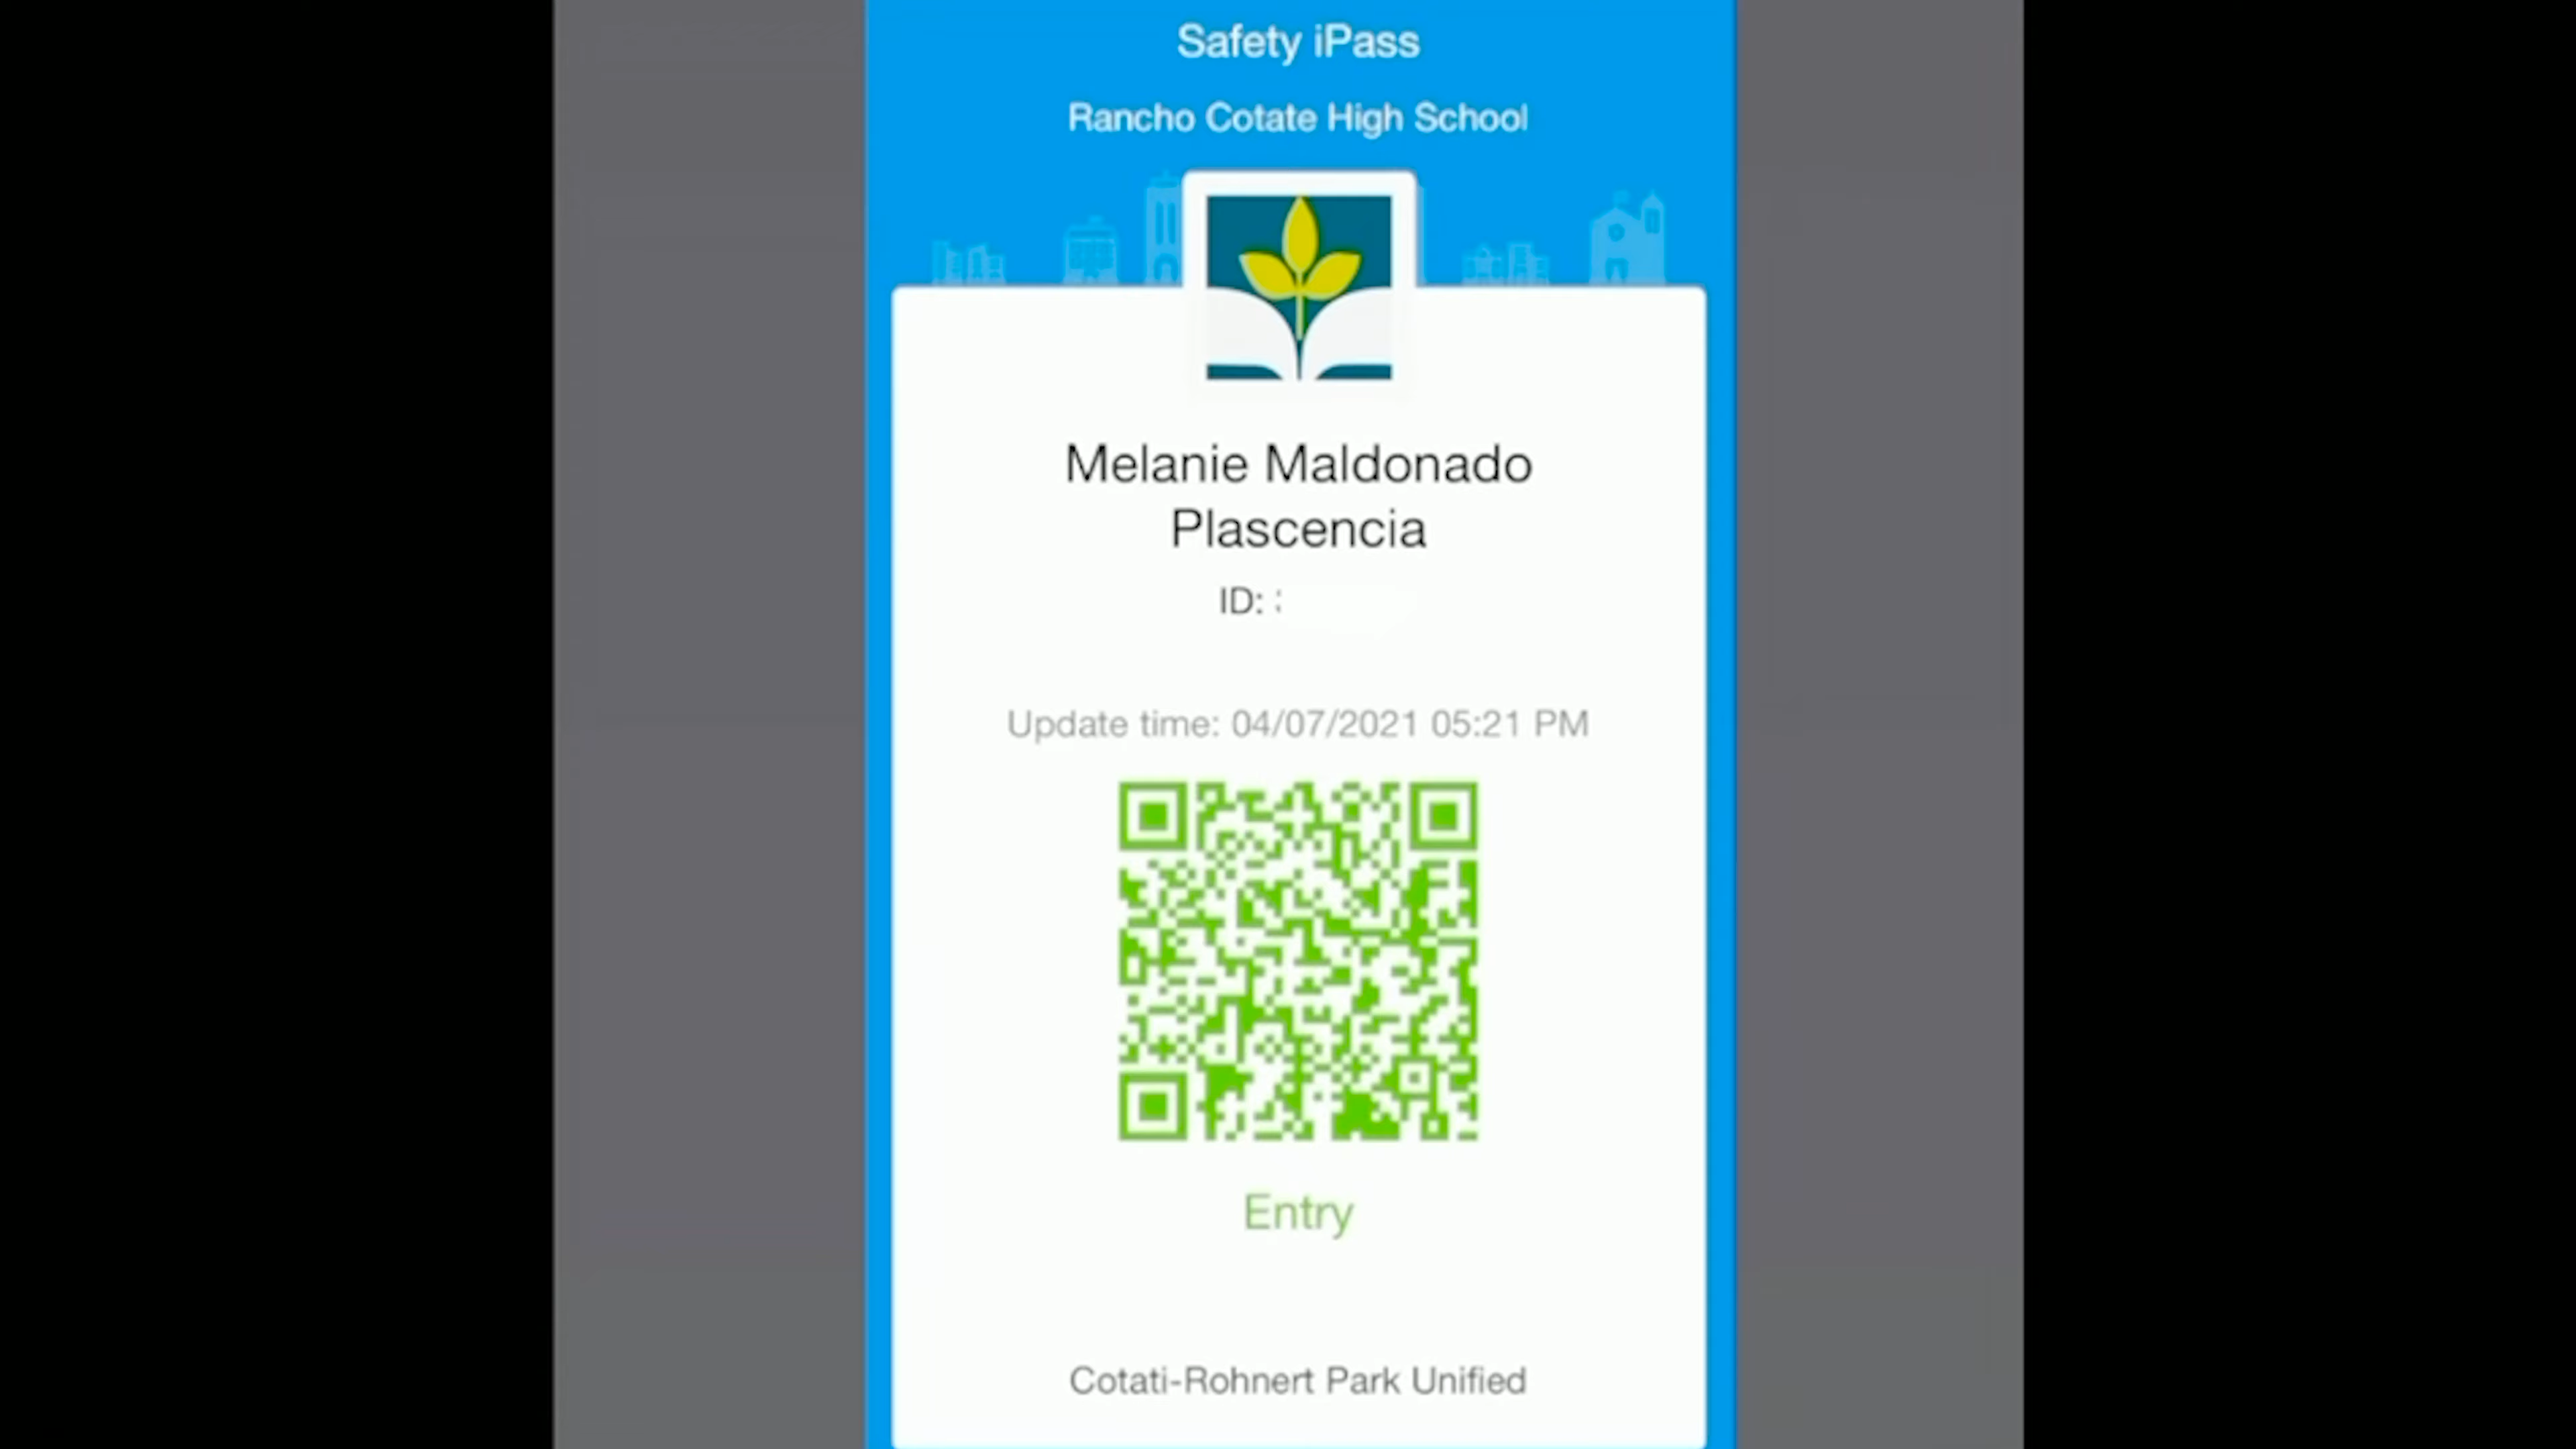 Safety iPass
Rancho Cotate High School
Melanie Maldonado
Plascencia
ID:
Update time: 04/07/2021 05:21 PM
Entry
Cotati-Rohnert Park Unified